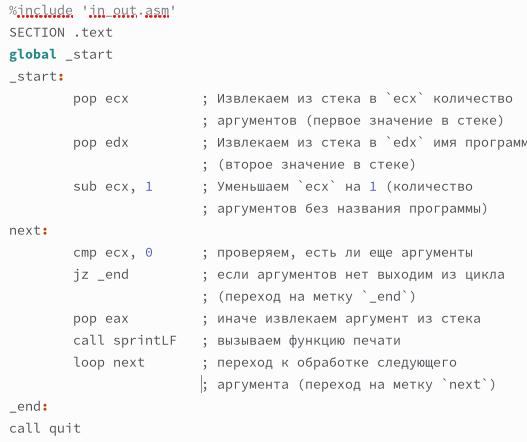 %include 'in_out.asm'
SECTION .text
global _start
_start:
pop ecx ; Извлекаем из стека в `ecx` количество
; аргументов (первое значение в стеке)
pop edx ; Извлекаем из стека в `edx` имя програм
; (второе значение в стеке)
sub ecx, 1 ; Уменьшаем `ecx` на 1 (количество
; аргументов без названия программы)
next:
cmp ecx, 0 ; проверяем, есть ли еще аргументы
jz _end ; если аргументов нет выходим из цикла
; (переход на метку `_end`)
pop eax ; иначе извлекаем аргумент из стека
call sprintLF ; вызываем функцию печати
loop next ; переход к обработке следующего
; аргумента (переход на метку `next`)
_end:
call quit